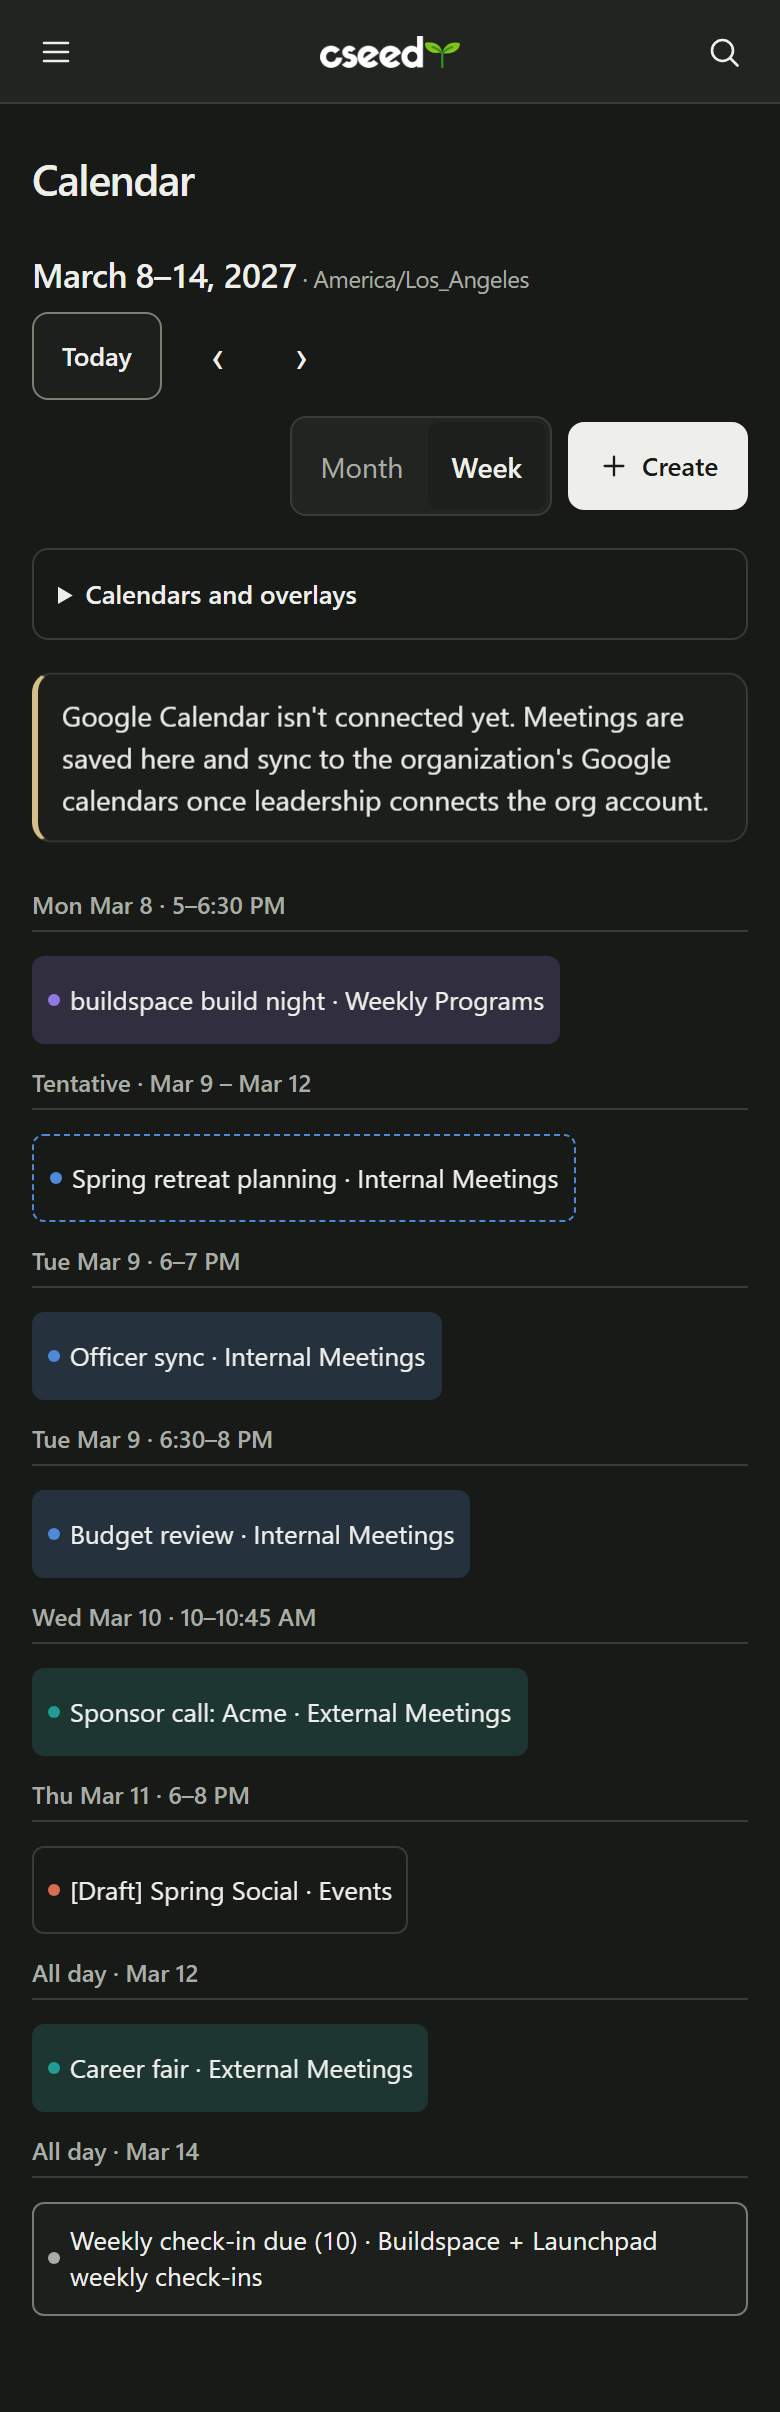 cseed
Calendar
March 8–14, 2027 · America/Los_Angeles
Today ‹ ›
Month Week + Create
▶ Calendars and overlays
Google Calendar isn't connected yet. Meetings are
saved here and sync to the organization's Google
calendars once leadership connects the org account.
Mon Mar 8 · 5–6:30 PM
buildspace build night · Weekly Programs
Tentative · Mar 9 – Mar 12
Spring retreat planning · Internal Meetings
Tue Mar 9 · 6–7 PM
Officer sync · Internal Meetings
Tue Mar 9 · 6:30–8 PM
Budget review · Internal Meetings
Wed Mar 10 · 10–10:45 AM
Sponsor call: Acme · External Meetings
Thu Mar 11 · 6–8 PM
[Draft] Spring Social · Events
All day · Mar 12
Career fair · External Meetings
All day · Mar 14
Weekly check-in due (10) · Buildspace + Launchpad
weekly check-ins